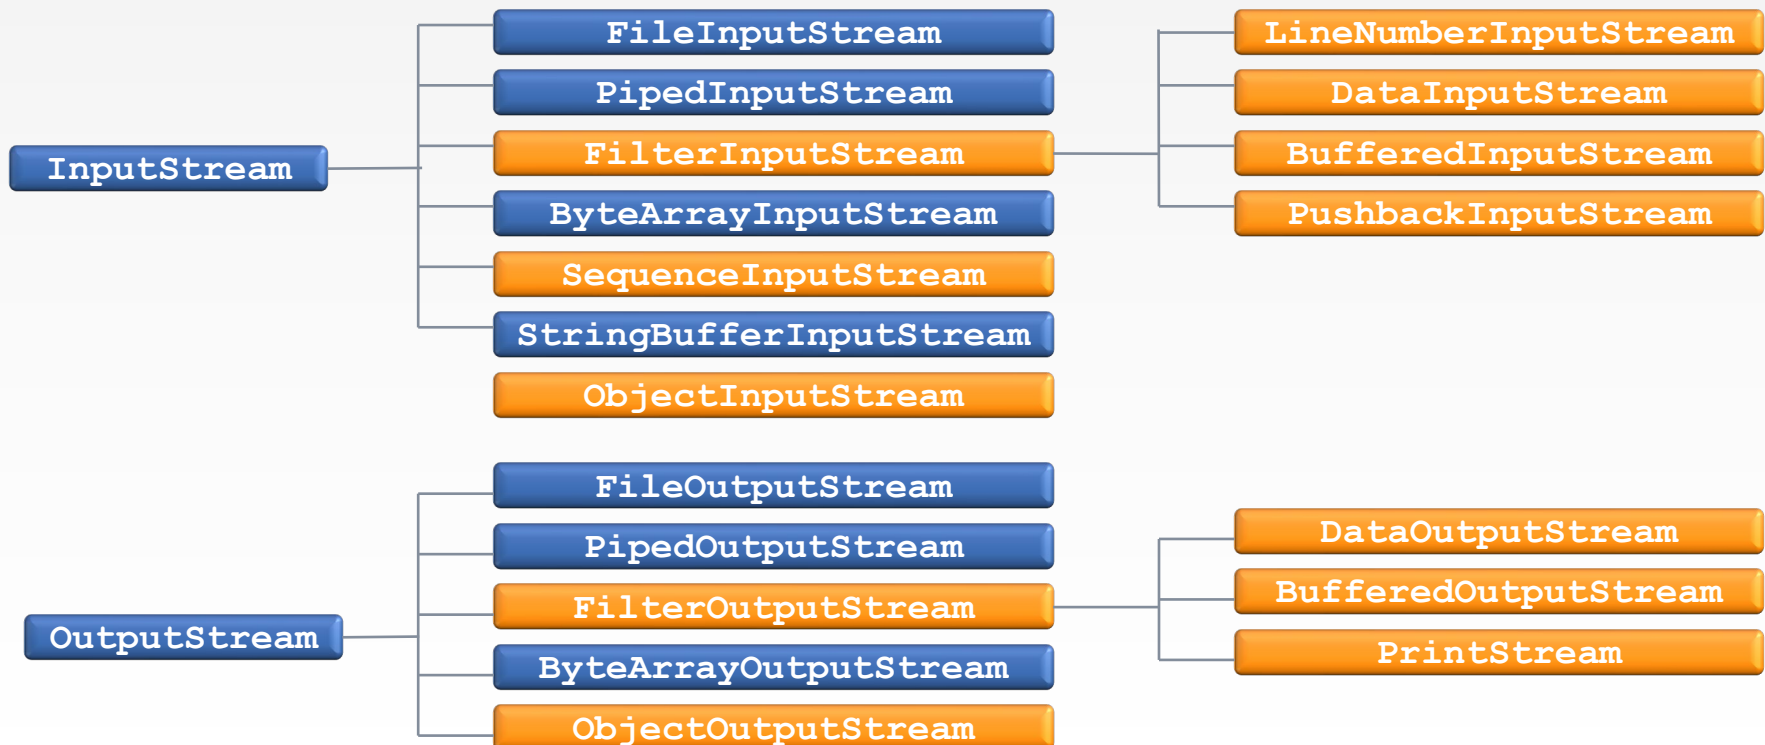 InputStream
FileInputStream
PipedInputStream
FilterInputStream
ByteArrayInputStream
SequenceInputStream
StringBufferInputStream
ObjectInputStream
LineNumberInputStream
DataInputStream
BufferedInputStream
PushbackInputStream
OutputStream
FileOutputStream
PipedOutputStream
FilterOutputStream
ByteArrayOutputStream
ObjectOutputStream
DataOutputStream
BufferedOutputStream
PrintStream